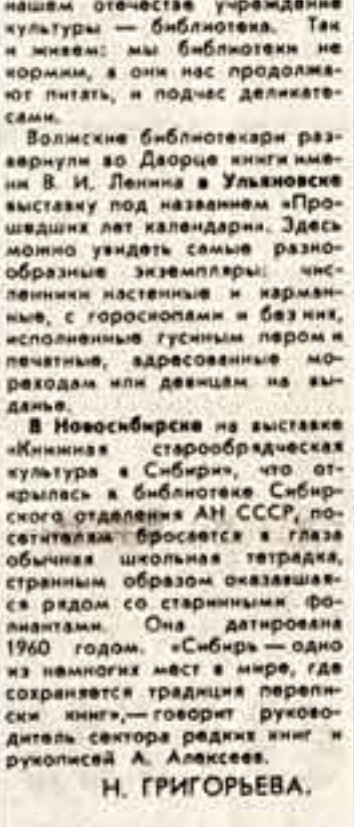 нашем отечестве учреждение
культуры — библиотека. Так
и живем: мы библиотеки не
кормим, а они нас продолжа-
ют питать, и подчас деликате-
сами.
Волжские библиотекари раз-
вернули во Дворце книги име-
ни В. И. Ленина в Ульяновске
выставку под названием «Про-
шедших лет календари». Здесь
можно увидеть самые разно-
образные экземпляры: чис-
ленники настенные и карман-
ные, с гороскопами и без них,
исполненные гусиным пером и
печатные, адресованные мо-
реходам или девицам на вы-
данье.
В Новосибирске на выставке
«Книжная старообрядческая
культура в Сибири», что от-
крылась в библиотеке Сибир-
ского отделения АН СССР, по-
сетителям бросается в глаза
обычная школьная тетрадка,
странным образом оказавшая-
ся рядом со старинными фо-
лиантами. Она датирована
1960 годом. «Сибирь — одно
из немногих мест в мире, где
сохраняется традиция перепи-
ски книг»,— говорит руково-
дитель сектора редких книг и
рукописей А. Алексеев.
Н. ГРИГОРЬЕВА.